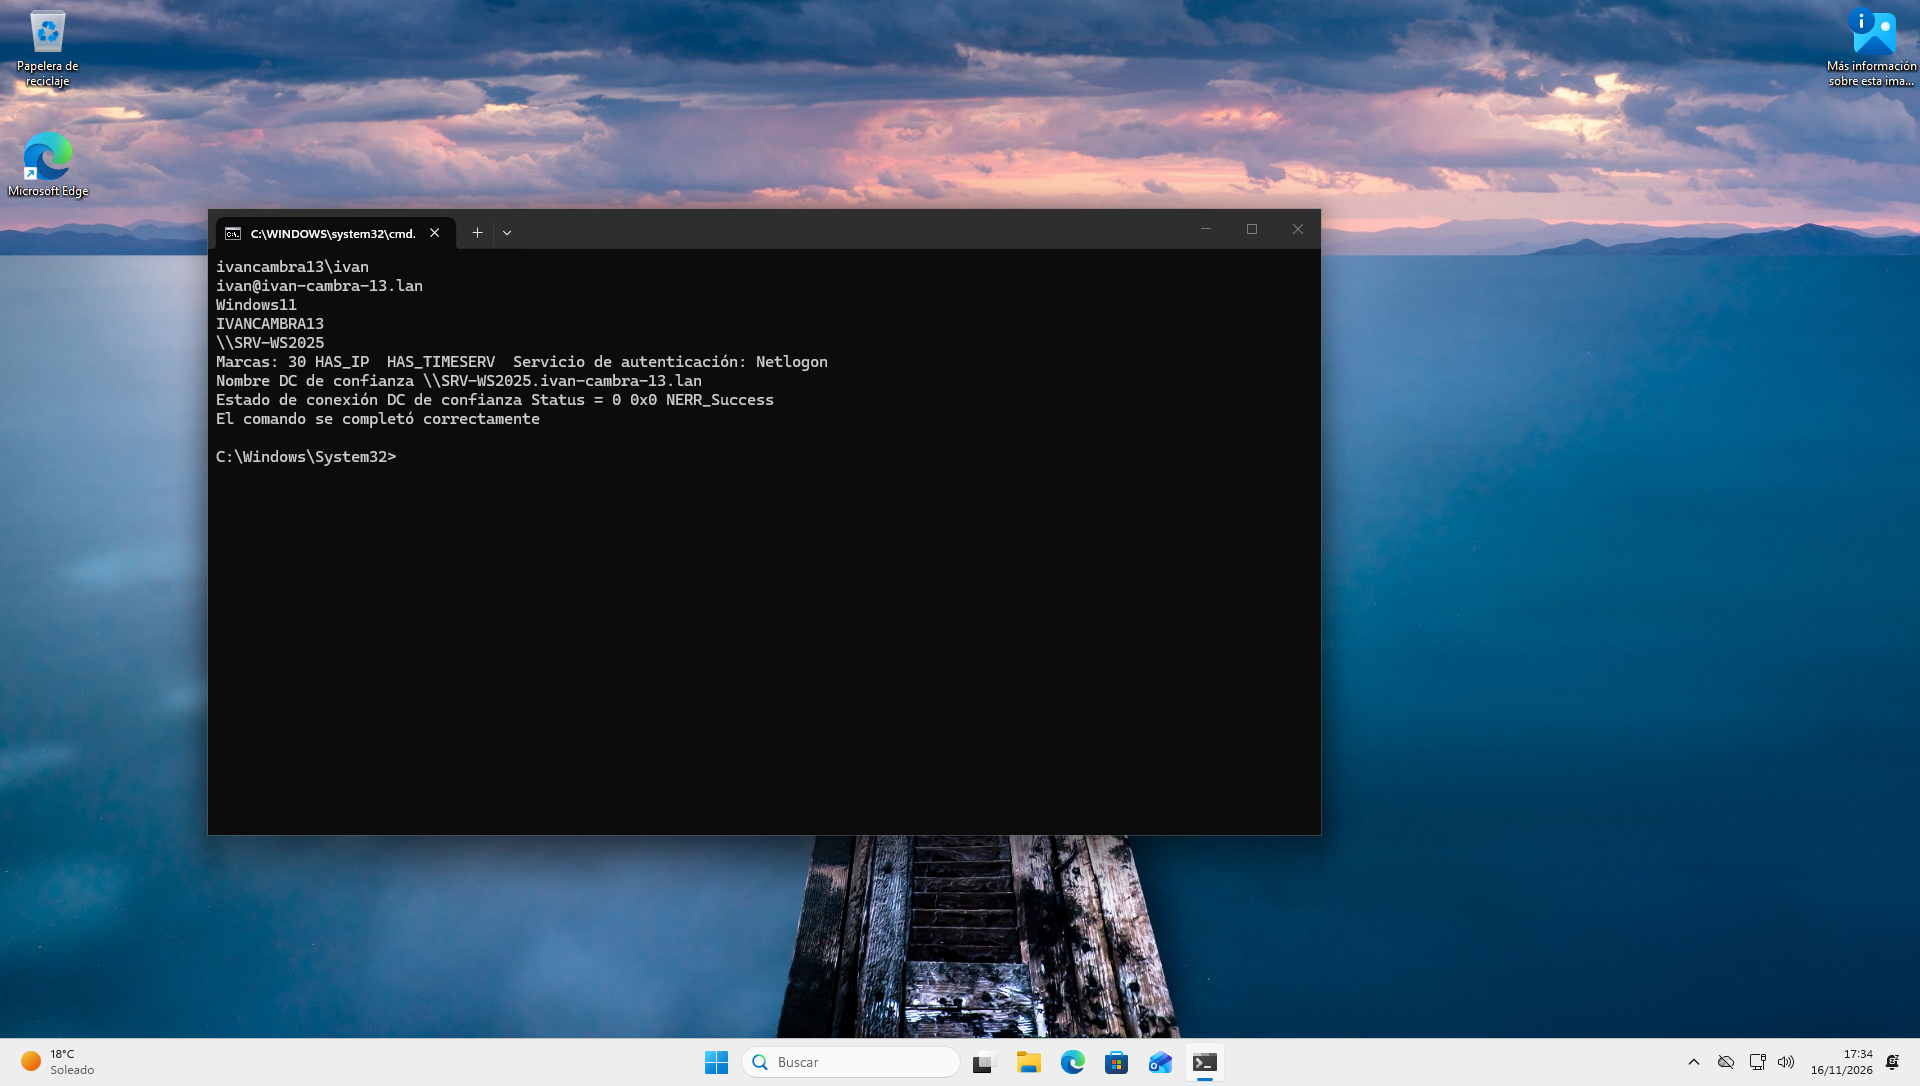 Papelera de
reciclaje
Más información
sobre esta ima...
Microsoft Edge
C:\WINDOWS\system32\cmd.
ivancambra13\ivan
ivan@ivan-cambra-13.lan
Windows11
IVANCAMBRA13
\\SRV-WS2025
Marcas: 30 HAS_IP  HAS_TIMESERV  Servicio de autenticación: Netlogon
Nombre DC de confianza \\SRV-WS2025.ivan-cambra-13.lan
Estado de conexión DC de confianza Status = 0 0x0 NERR_Success
El comando se completó correctamente
C:\Windows\System32>
18°C
Soleado
Buscar
17:34
16/11/2026